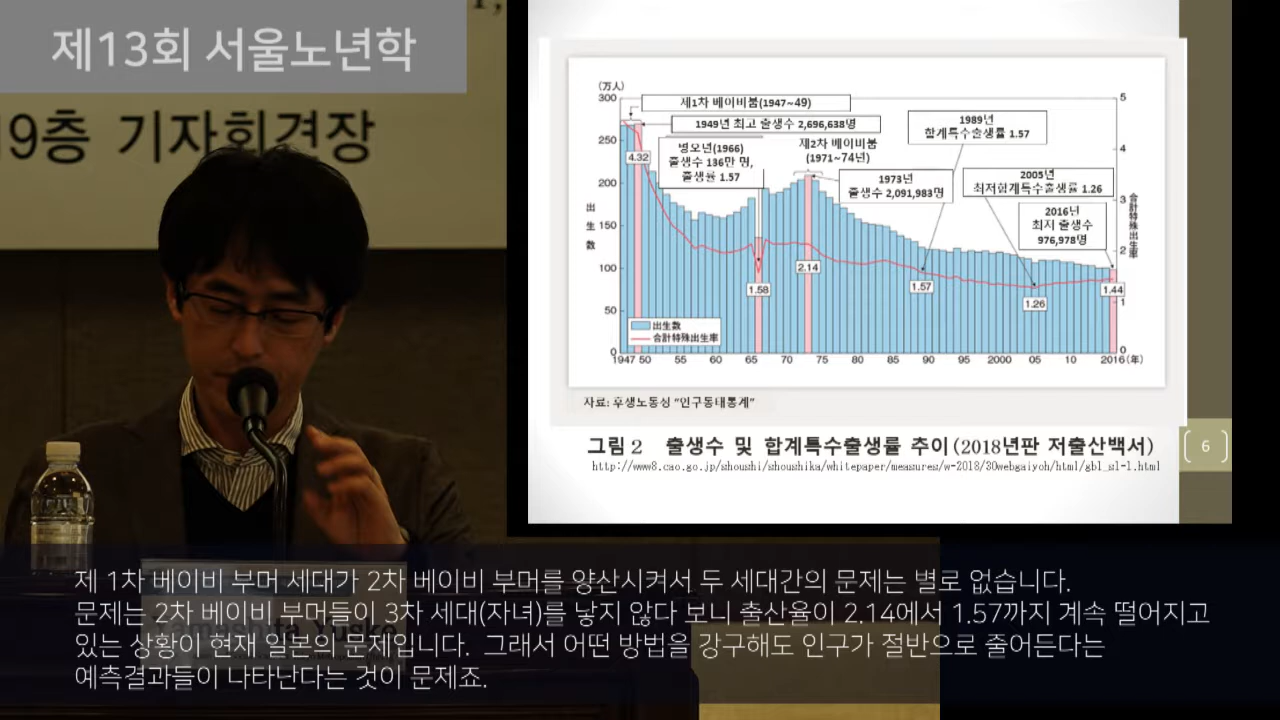 제13회 서울노년학
19층 기자회견장
(万人)
300
250
200
150
100
50
0
出生数
5
4
3
2
1
0
合計特殊出生率
제1차 베이비붐(1947~49)
1949년 최고 출생수 2,696,638명
병오년(1966)
출생수 136만 명,
출생률 1.57
제2차 베이비붐
(1971~74년)
1973년
출생수 2,091,983명
1989년
합계특수출생률 1.57
2005년
최저합계특수출생률 1.26
2016년
최지 출생수
976,978명
4.32
1.58
2.14
1.57
1.26
1.44
出生数
合計特殊出生率
1947 50 55 60 65 70 75 80 85 90 95 2000 05 10 2016(年)
자료: 후생노동성 “인구동태통계”
그림 2 출생수 및 합계특수출생률 추이(2018년판 저출산백서)
http://www8.cao.go.jp/shoushi/shoushika/whitepaper/measures/w-2018/30webgaiyoh/html/gb1_s1-1.html
6
제 1차 베이비 부머 세대가 2차 베이비 부머를 양산시켜서 두 세대간의 문제는 별로 없습니다.
문제는 2차 베이비 부머들이 3차 세대(자녀)를 낳지 않다 보니 출산율이 2.14에서 1.57까지 계속 떨어지고
있는 상황이 현재 일본의 문제입니다. 그래서 어떤 방법을 강구해도 인구가 절반으로 줄어든다는
예측결과들이 나타난다는 것이 문제죠.